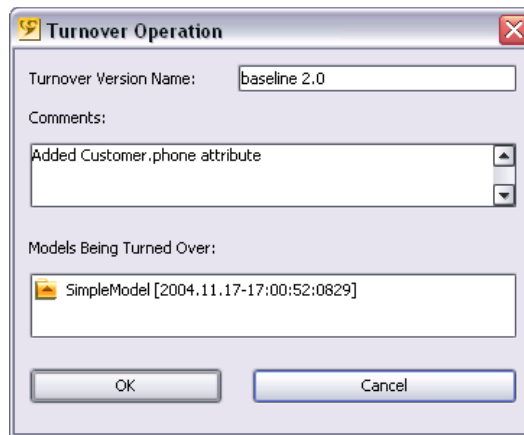 Turnover Operation
Turnover Version Name: baseline 2.0
Comments:
Added Customer.phone attribute
Models Being Turned Over:
SimpleModel [2004.11.17-17:00:52:0829]
OK Cancel